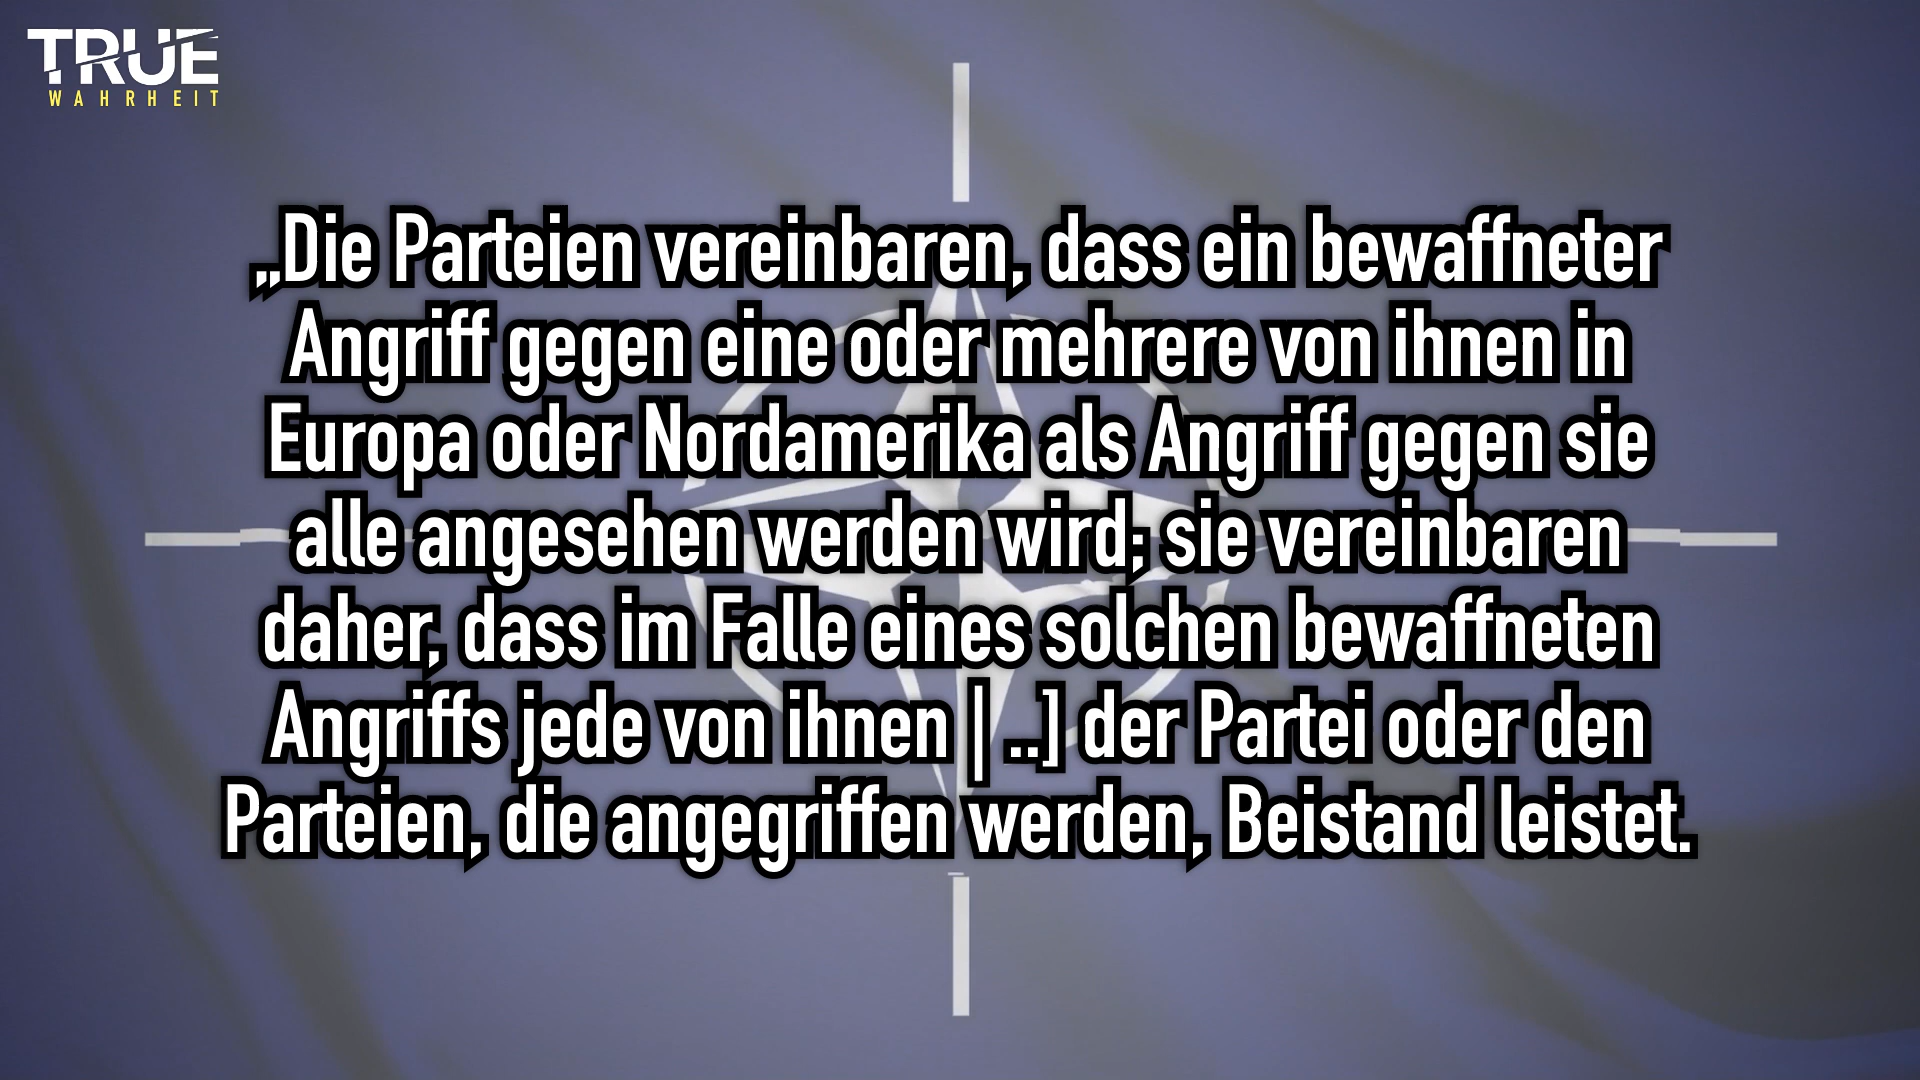 TRUE
WAHRHEIT
„Die Parteien vereinbaren, dass ein bewaffneter
Angriff gegen eine oder mehrere von ihnen in
Europa oder Nordamerika als Angriff gegen sie
alle angesehen werden wird; sie vereinbaren
daher, dass im Falle eines solchen bewaffneten
Angriffs jede von ihnen | ..] der Partei oder den
Parteien, die angegriffen werden, Beistand leistet.